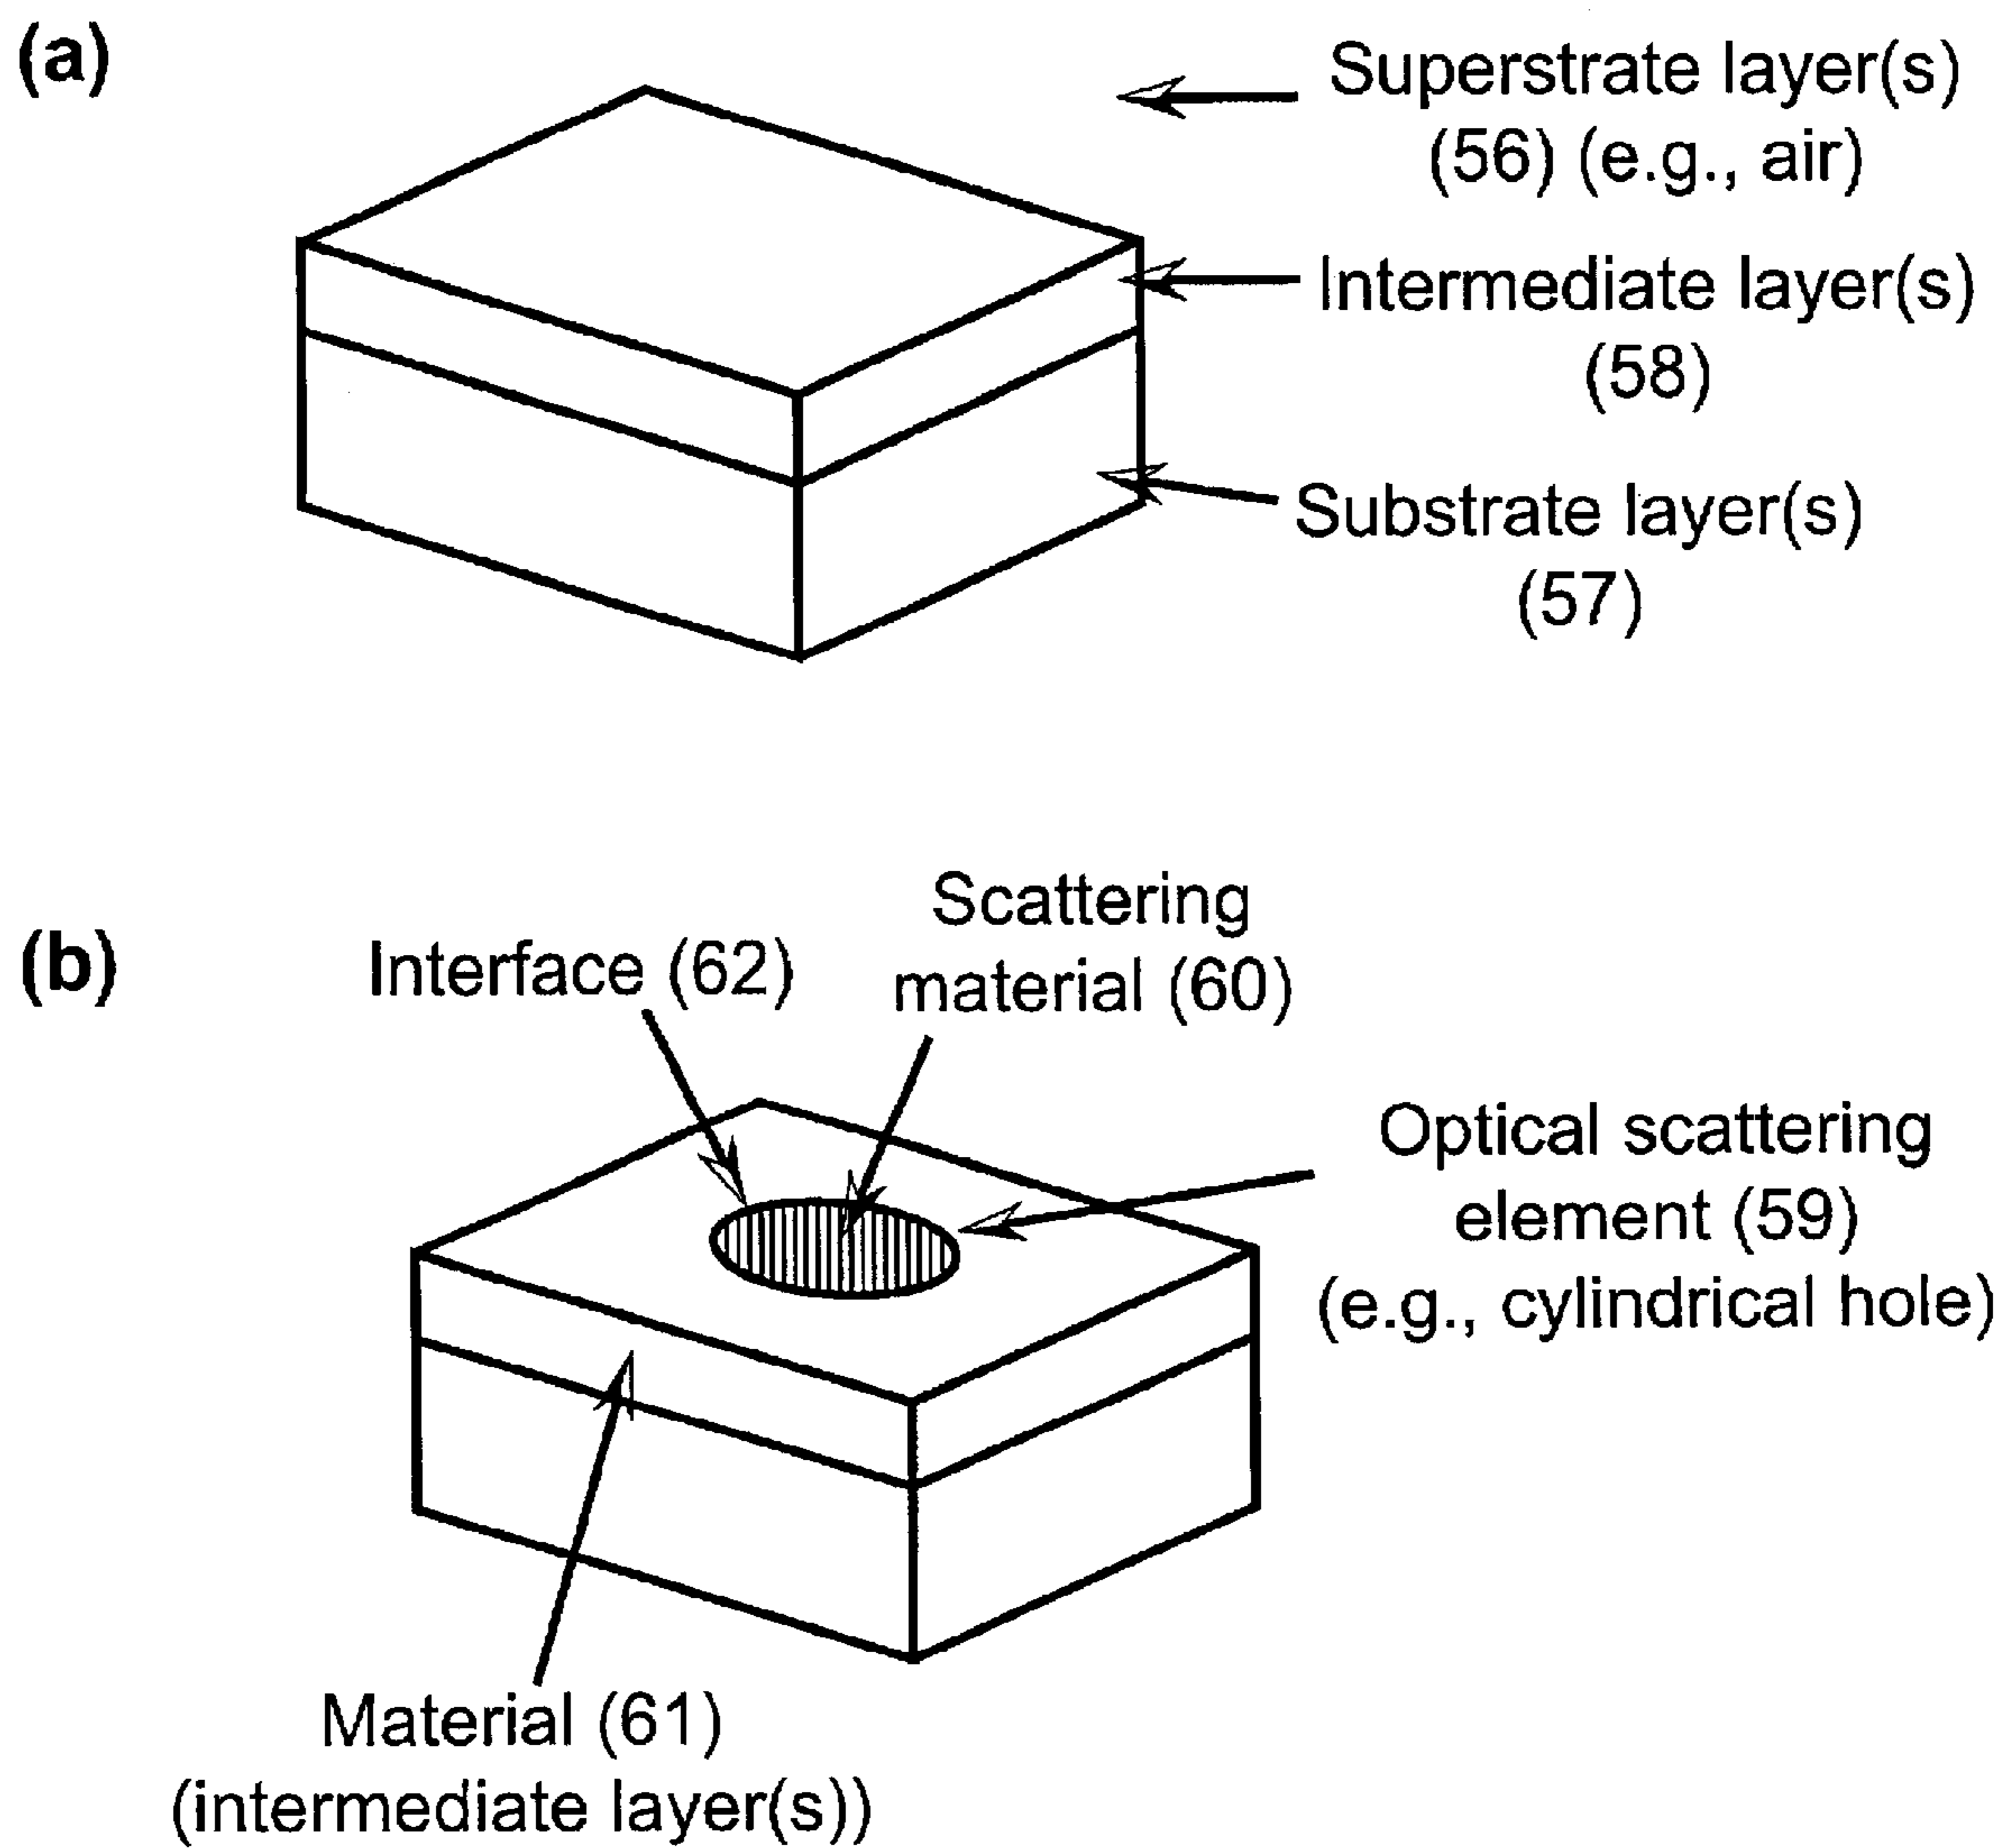 (a)
Superstrate layer(s)
(56) (e.g., air)
Intermediate layer(s)
(58)
Substrate layer(s)
(57)
(b)
Interface (62)
Scattering
material (60)
Optical scattering
element (59)
(e.g., cylindrical hole)
Material (61)
(intermediate layer(s))